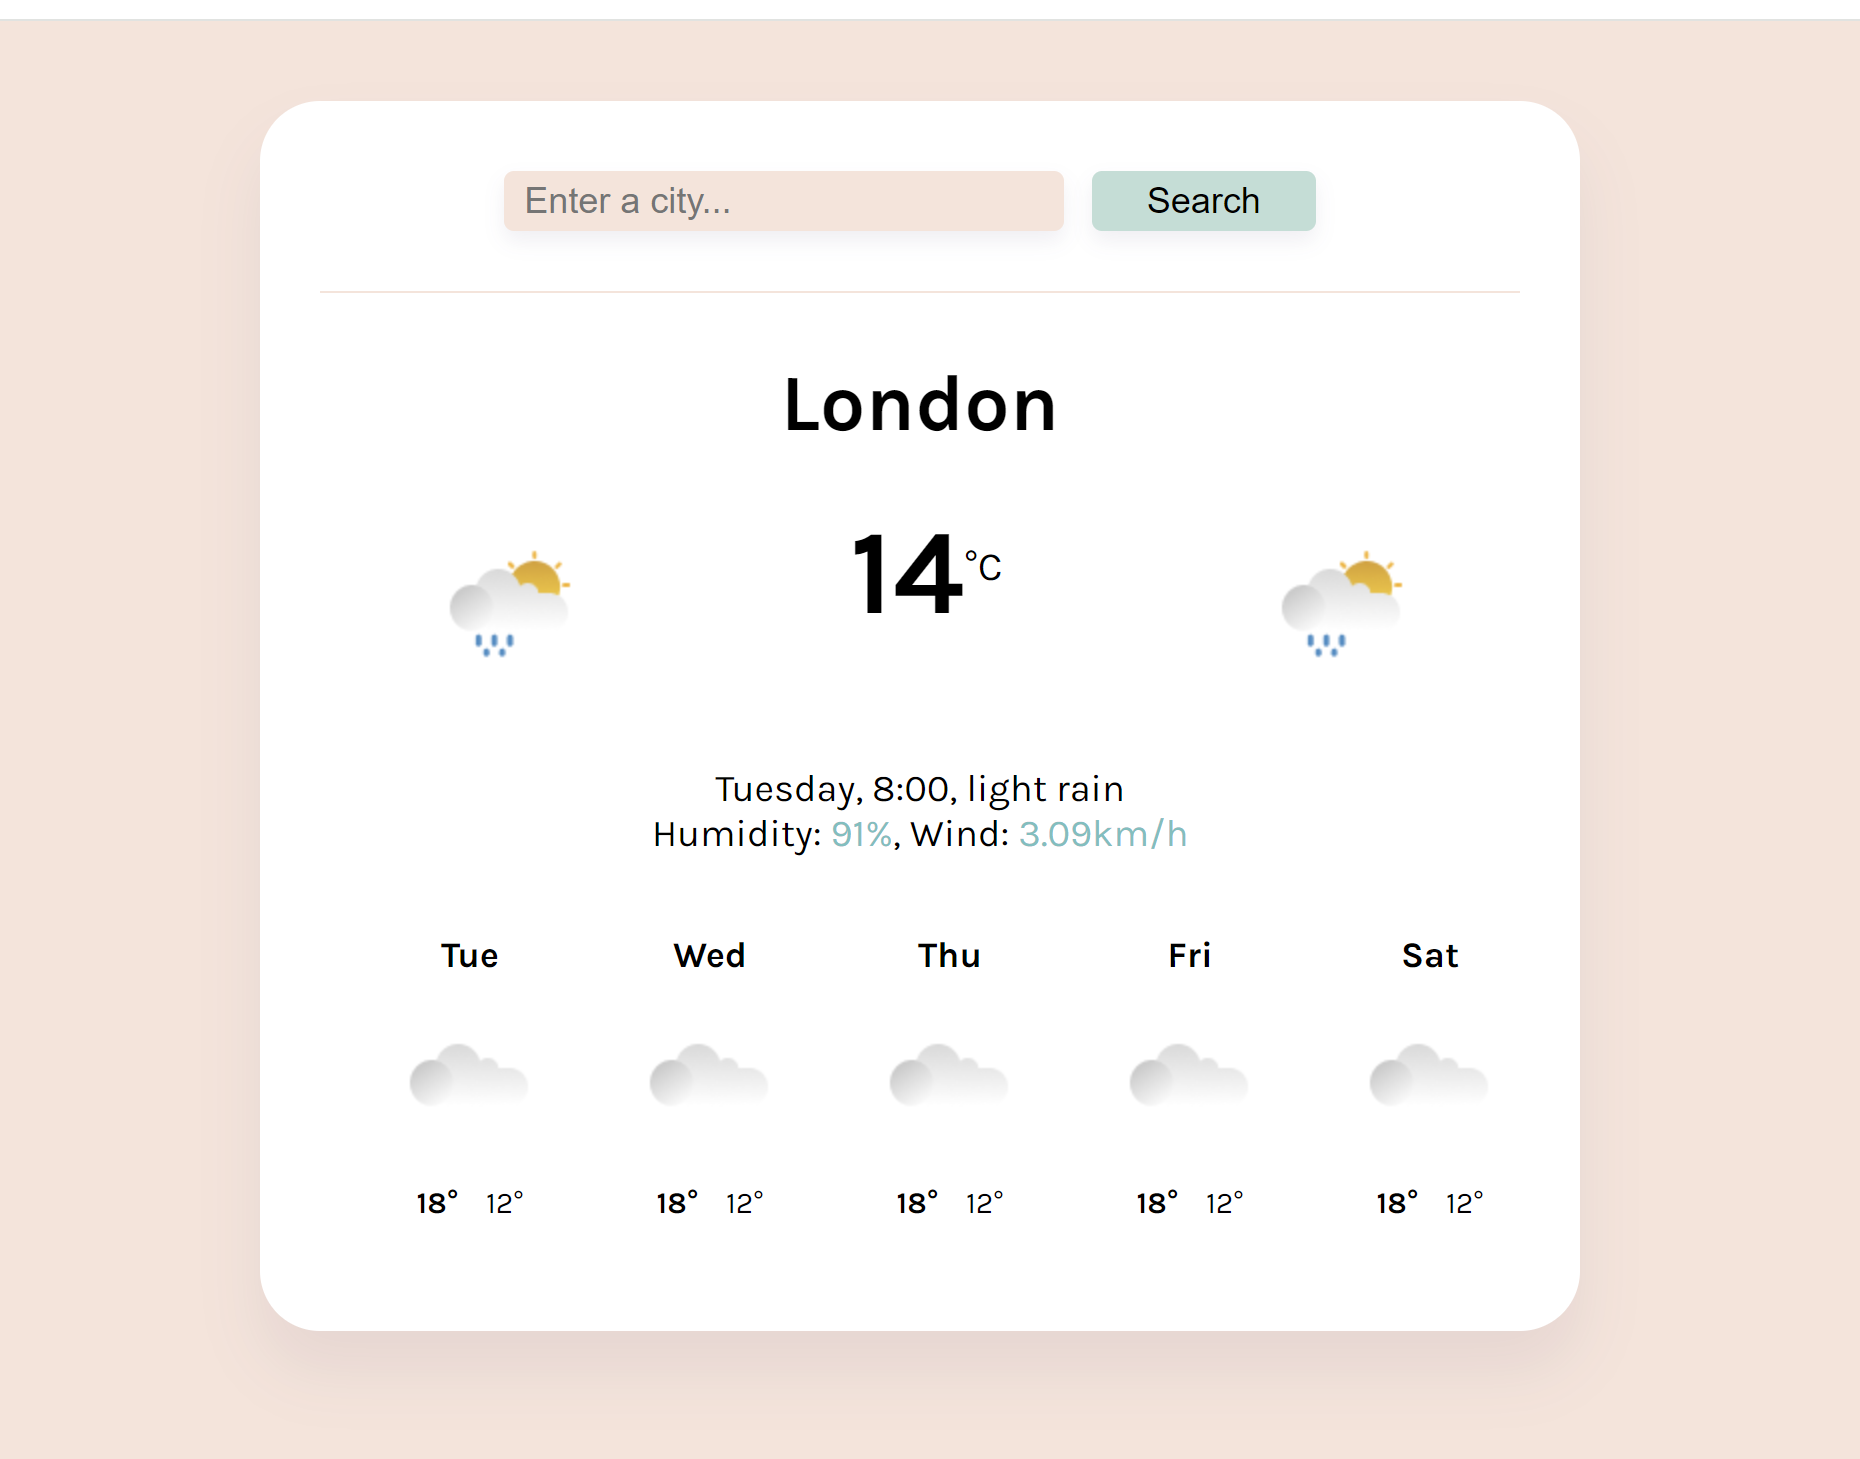 Enter a city... Search
London
14°C
Tuesday, 8:00, light rain
Humidity: 91%, Wind: 3.09km/h
Tue Wed Thu Fri Sat
18° 12° 18° 12° 18° 12° 18° 12° 18° 12°